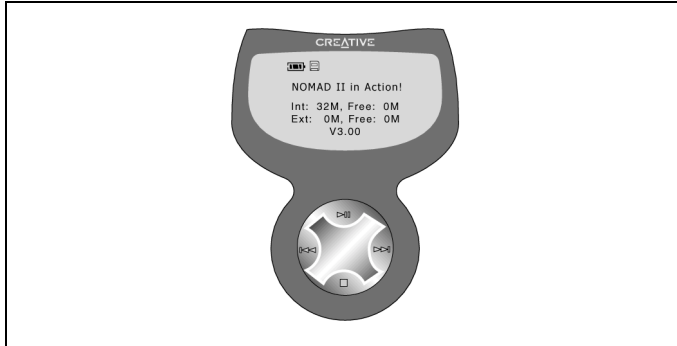 CREATIVE
NOMAD II in Action!
Int: 32M, Free: 0M
Ext: 0M, Free: 0M
V3.00